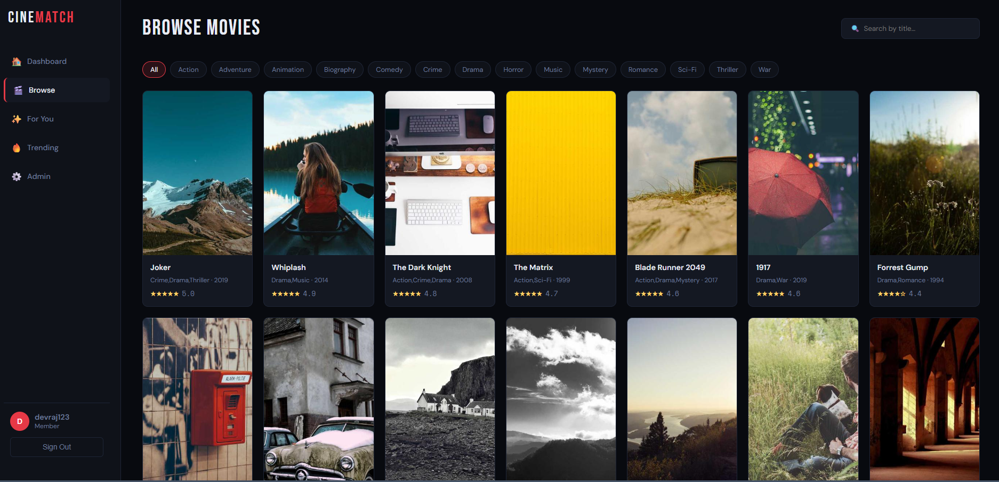 CINEMATCH
Dashboard
Browse
For You
Trending
Admin
D
devraj123
Member
Sign Out
BROWSE MOVIES
Search by title...
All
Action
Adventure
Animation
Biography
Comedy
Crime
Drama
Horror
Music
Mystery
Romance
Sci-Fi
Thriller
War
Joker
Crime,Drama,Thriller · 2019
★★★★★ 5.0
Whiplash
Drama,Music · 2014
★★★★★ 4.9
The Dark Knight
Action,Crime,Drama · 2008
★★★★★ 4.8
The Matrix
Action,Sci-Fi · 1999
★★★★★ 4.7
Blade Runner 2049
Action,Drama,Mystery · 2017
★★★★★ 4.6
1917
Drama,War · 2019
★★★★★ 4.6
Forrest Gump
Drama,Romance · 1994
★★★★☆ 4.4
ALARM-POLITIE